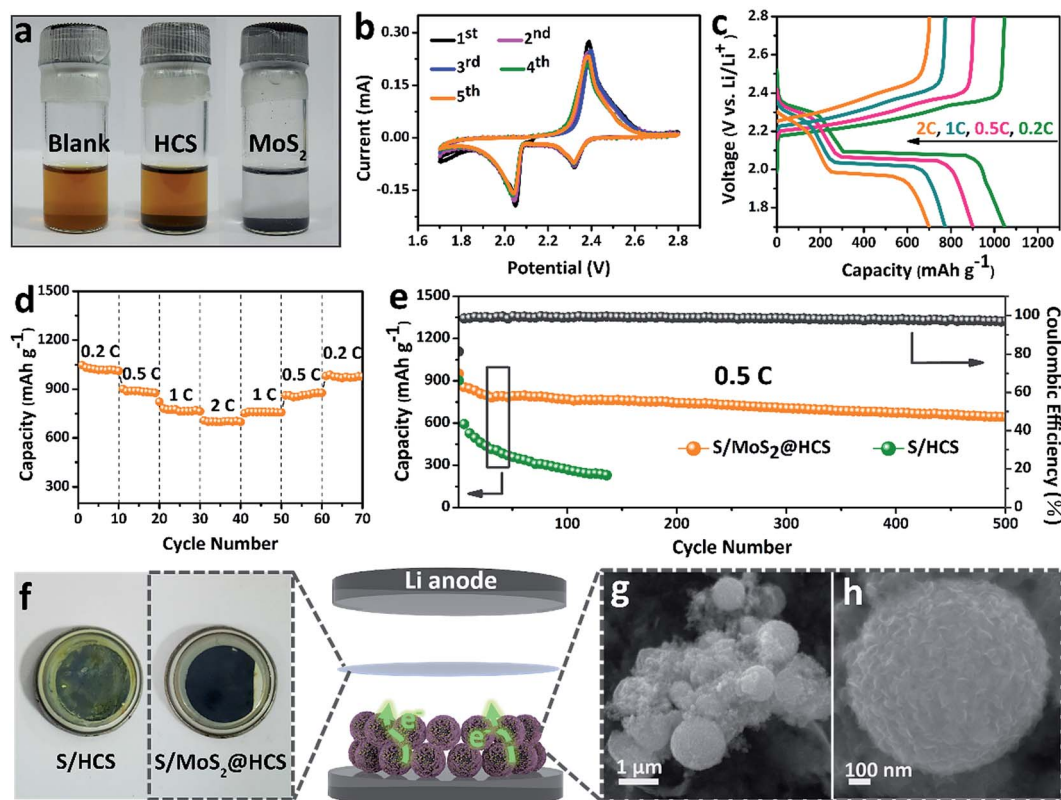 a
Blank
HCS
MoS₂
b
1ˢᵗ
2ⁿᵈ
3ʳᵈ
4ᵗʰ
5ᵗʰ
Current (mA)
0.30
0.15
0.00
-0.15
1.6 1.8 2.0 2.2 2.4 2.6 2.8
Potential (V)
c
Voltage (V vs. Li/Li⁺)
2.8
2.6
2.4
2.2
2.0
1.8
2C, 1C, 0.5C, 0.2C
0 200 400 600 800 1000 1200
Capacity (mAh g⁻¹)
d
Capacity (mAh g⁻¹)
1500
1200
900
600
300
0.2 C
0.5 C
1 C
2 C
1 C
0.5 C
0.2 C
0 10 20 30 40 50 60 70
Cycle Number
e
Capacity (mAh g⁻¹)
1500
1200
900
600
300
0
0.5 C
S/MoS₂@HCS
S/HCS
100
80
60
40
20
0
Coulombic Efficiency (%)
100 200 300 400 500
Cycle Number
f
S/HCS
S/MoS₂@HCS
Li anode
e⁻
e⁻
g
1 μm
h
100 nm